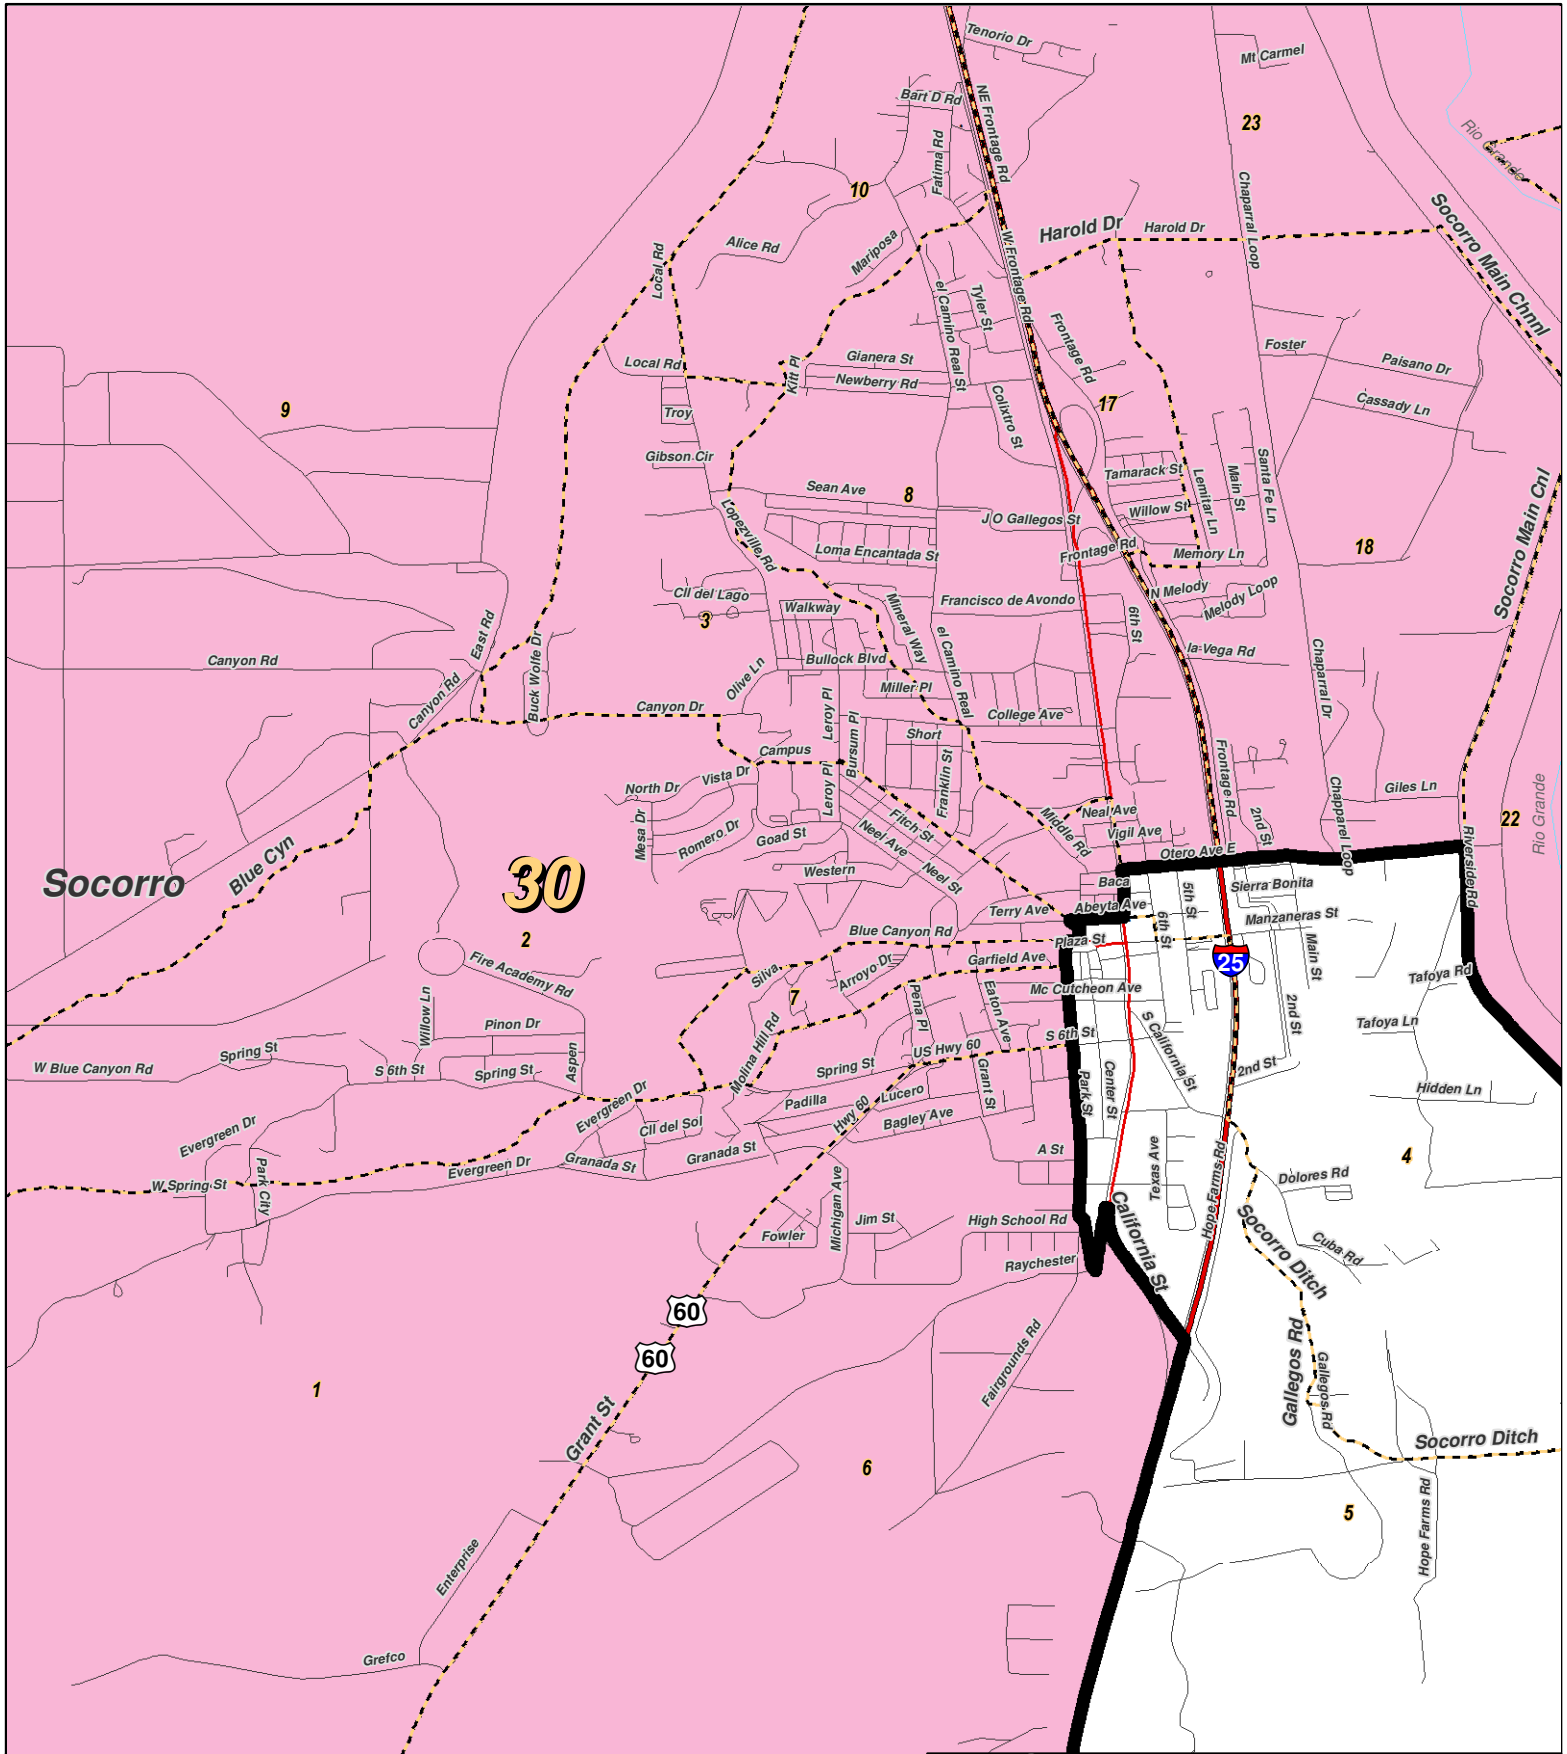 Tenorio Dr
Mt Carmel
Bart D Rd
NE Frontage Rd
23
Rio Grande
Fatima Rd
10
Chaparral Loop
Socorro Main Chnnl
Harold Dr
Harold Dr
Alice Rd
Mariposa
W. Frontage Rd
Local Rd
el Camino Real St
Tyler St
Frontage Rd
Foster
Paisano Dr
Local Rd
Kitt Pl
Gianera St
Newberry Rd
Cassady Ln
9
Troy
Colixtro St
17
Gibson Cir
Tamarack St
Lemitar Ln
Main St
Santa Fe Ln
Sean Ave
8
Lopezville Rd
J O Gallegos St
Willow St
Socorro Main Cnl
Loma Encantada St
Frontage Rd
Memory Ln
18
Cll del Lago
3
Walkway
Mineral Way
Francisco de Avondo
6th St
N Melody
Melody Loop
East Rd
Buck Wolfe Dr
Canyon Rd
Canyon Rd
Olive Ln
Bullock Blvd
el Camino Real
la Vega Rd
Chaparral Dr
Miller Pl
Canyon Dr
Leroy Pl
Bursum Pl
College Ave
Short
Campus
Franklin St
Frontage Rd
North Dr
Vista Dr
Leroy Pl
Chapparel Loop
Giles Ln
22
Rio Grande
Mesa Dr
Romero Dr
Goad St
Neel Ave
Fitch St
Middle Rd
Neal Ave
Vigil Ave
2nd St
Otero Ave E
Riverside Rd
Socorro
Blue Cyn
30
Western
Neel St
Baca
5th St
Sierra Bonita
Terry Ave
Abeyta Ave
6th St
Manzaneras St
2
Blue Canyon Rd
Plaza St
Main St
25
Fire Academy Rd
Silva
Arroyo Dr
Garfield Ave
Tafoya Rd
Willow Ln
7
Pena Pl
Eaton Ave
Mc Cutcheon Ave
2nd St
Pinon Dr
Molina Hill Rd
S 6th St
S California St
Tafoya Ln
Spring St
Aspen
US Hwy 60
W Blue Canyon Rd
S 6th St
Spring St
Spring St
Grant St
Park St
Center St
2nd St
Evergreen Dr
Padilla
Hwy 60
Lucero
Hidden Ln
Evergreen Dr
Cll del Sol
Bagley Ave
A St
Texas Ave
4
Evergreen Dr
Granada St
Granada St
W Spring St
Park City
Michigan Ave
Hope Farms Rd
Dolores Rd
Jim St
High School Rd
California St
Socorro Ditch
Fowler
Cuba Rd
Raychester
60
60
Fairgrounds Rd
Gallegos Rd
Gallegos Rd
1
Grant St
Socorro Ditch
6
Hope Farms Rd
5
Enterprise
Grefco